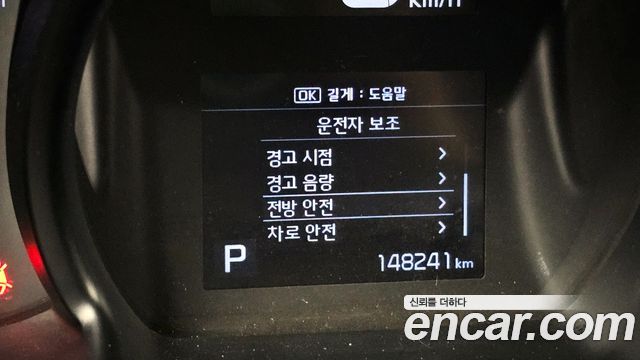 km/h
OK 길게 : 도움말
운전자 보조
경고 시점
경고 음량
전방 안전
차로 안전
P 148241 km
신뢰를 더하다
encar.com